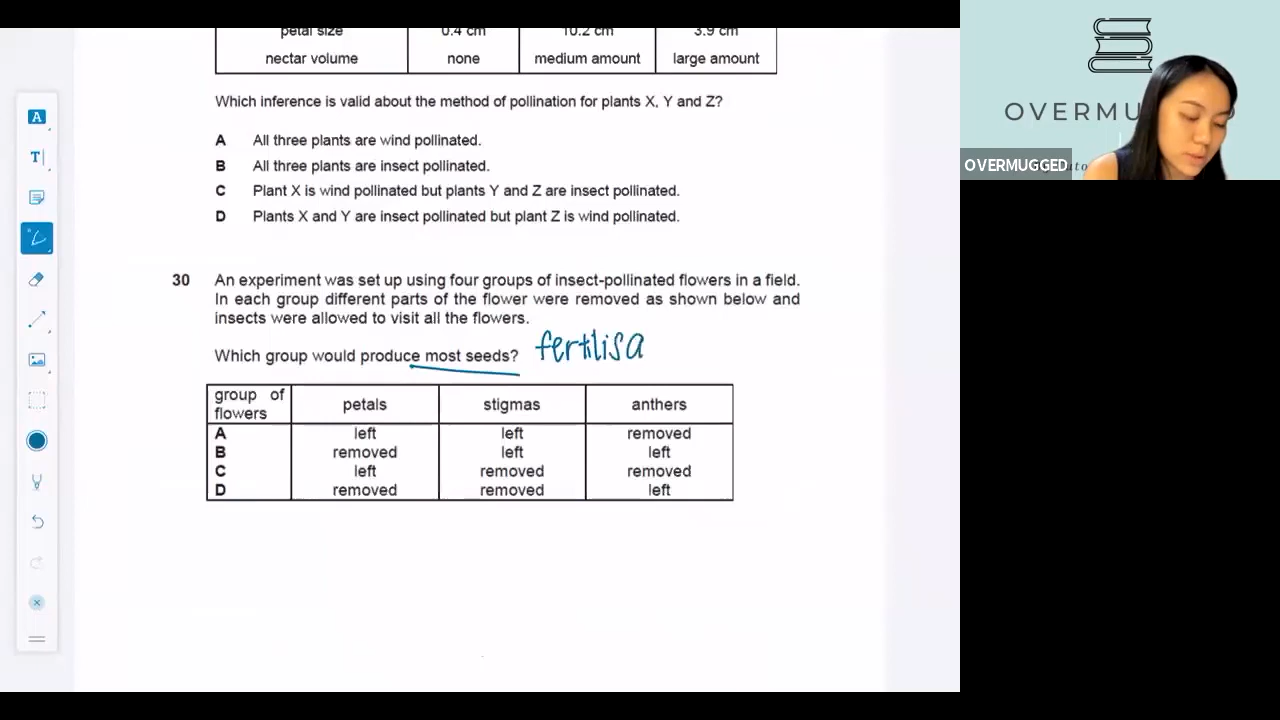 petal size 0.4 cm 10.2 cm 3.9 cm
nectar volume none medium amount large amount
Which inference is valid about the method of pollination for plants X, Y and Z?
A All three plants are wind pollinated.
B All three plants are insect pollinated.
C Plant X is wind pollinated but plants Y and Z are insect pollinated.
D Plants X and Y are insect pollinated but plant Z is wind pollinated.
30 An experiment was set up using four groups of insect-pollinated flowers in a field.
In each group different parts of the flower were removed as shown below and
insects were allowed to visit all the flowers.
Which group would produce most seeds? fertilisa
group of
flowers petals stigmas anthers
A left left removed
B removed left left
C left removed removed
D removed removed left
A
T
OVERMU
OVERMUGGED